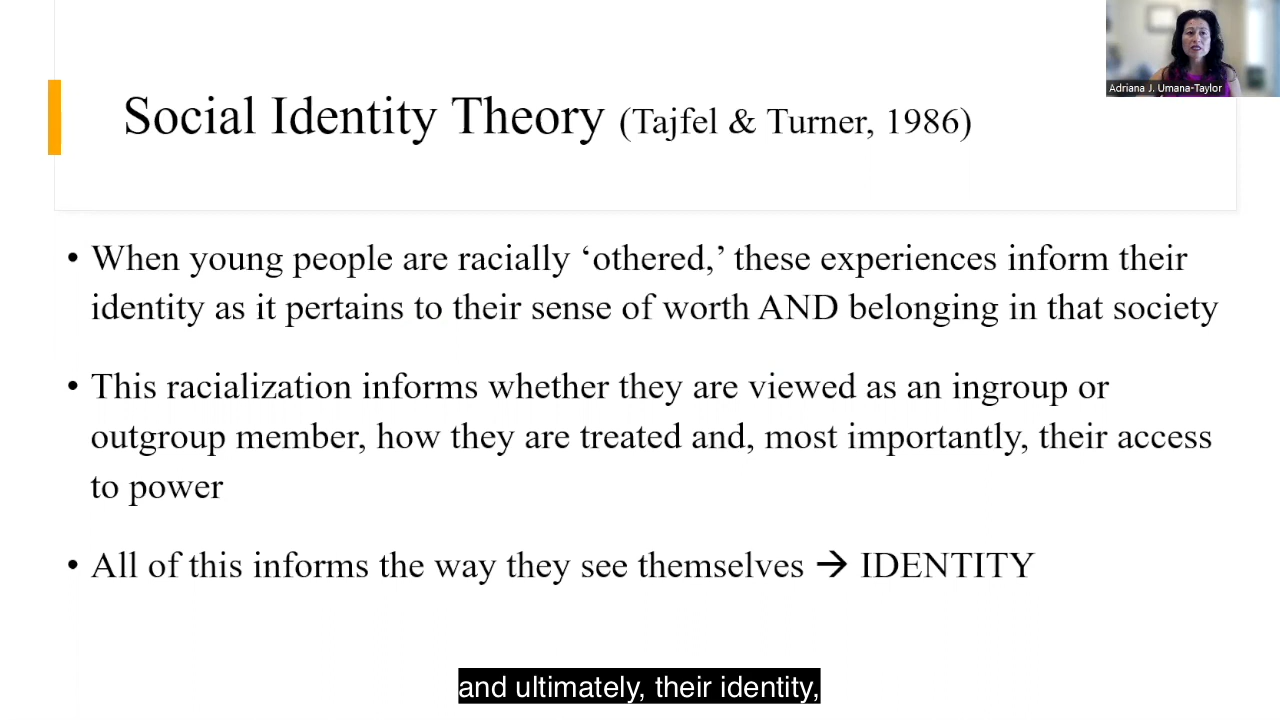 Adriana J. Umana-Taylor
Social Identity Theory (Tajfel & Turner, 1986)
• When young people are racially ‘othered,’ these experiences inform their
identity as it pertains to their sense of worth AND belonging in that society
• This racialization informs whether they are viewed as an ingroup or
outgroup member, how they are treated and, most importantly, their access
to power
• All of this informs the way they see themselves → IDENTITY
and ultimately, their identity,